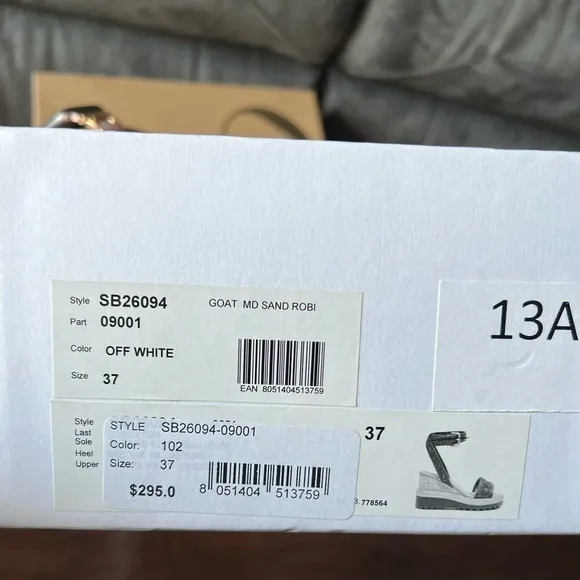 Style SB26094 GOAT MD SAND ROBI
Part 09001
Color OFF WHITE
Size 37
EAN 8051404513759
13A
Style
Last
Sole
Heel
Upper
STYLE SB26094-09001
Color: 102
Size: 37
$295.0
8 051404 513759
37
778564